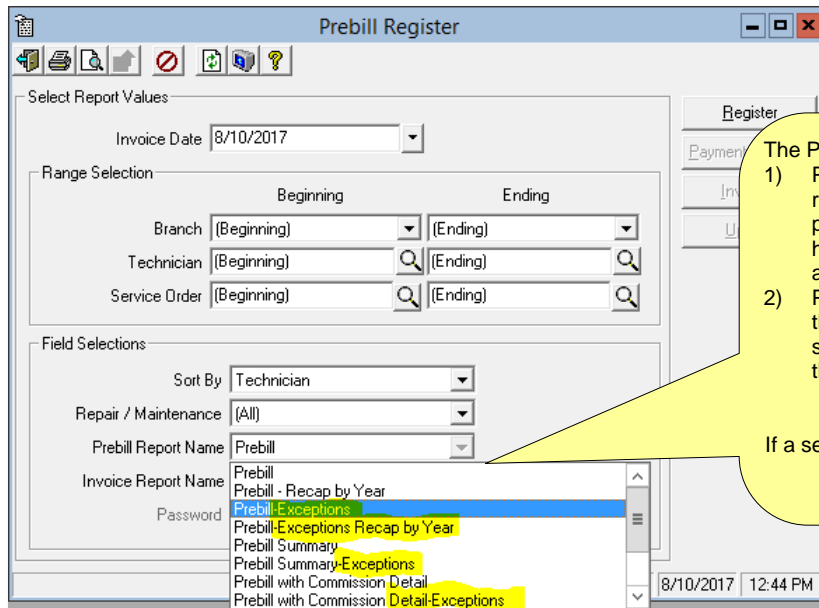 Prebill Register
Select Report Values
Invoice Date 8/10/2017
Range Selection
Beginning Ending
Branch (Beginning) (Ending)
Technician (Beginning) (Ending)
Service Order (Beginning) (Ending)
Field Selections
Sort By Technician
Repair / Maintenance (All)
Prebill Report Name Prebill
Invoice Report Name
Password
Prebill
Prebill - Recap by Year
Prebill-Exceptions
Prebill-Exceptions Recap by Year
Prebill Summary
Prebill Summary-Exceptions
Prebill with Commission Detail
Prebill with Commission Detail-Exceptions
Register
Paymen
The P
1)
2)
If a se
8/10/2017 12:44 PM